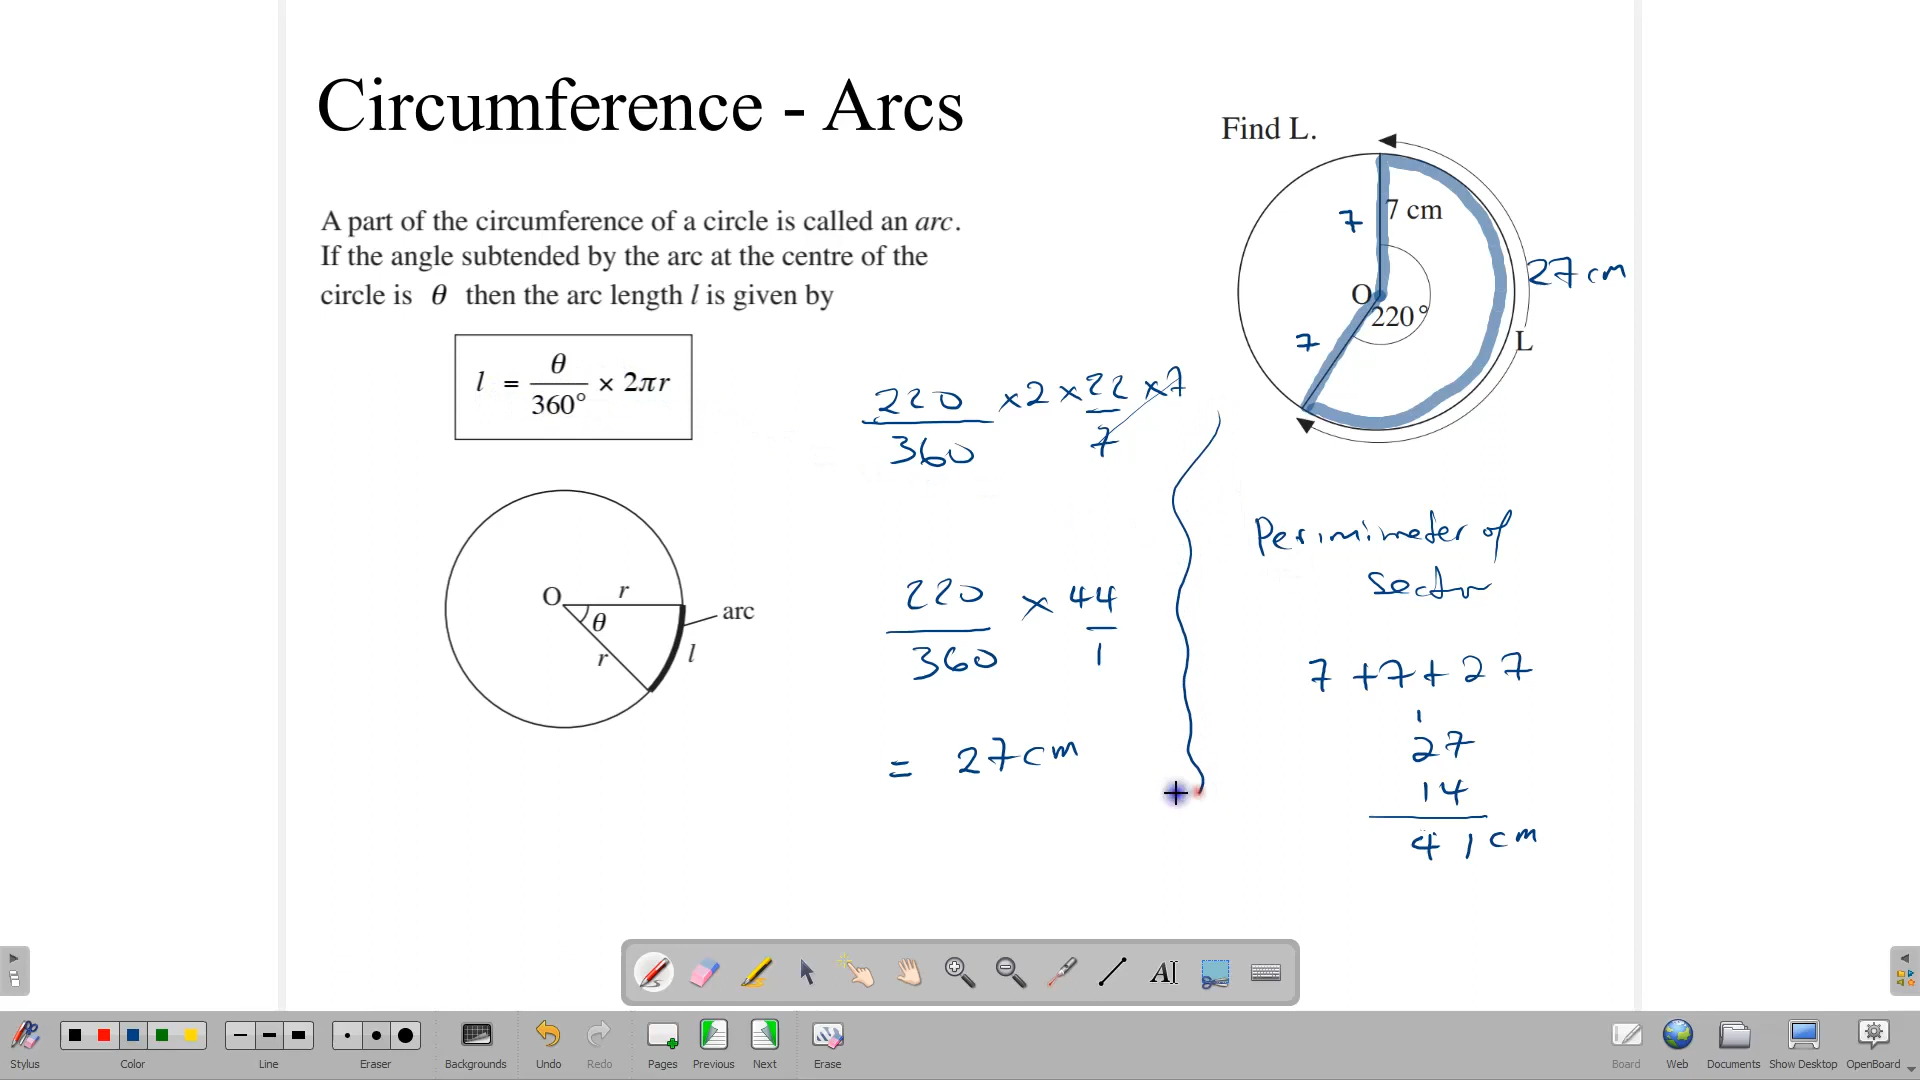 Circumference - Arcs
A part of the circumference of a circle is called an arc.
If the angle subtended by the arc at the centre of the
circle is θ then the arc length l is given by
l = θ/360° × 2πr
O
r
θ
r
arc
l
220/360 × 2 × 22/7 × 7
220/360 × 44/1
= 27cm
Find L.
7
7 cm
O
220°
7
27 cm
L
Perimimeter of
sector
7 + 7 + 27
1
27
14
41cm
AI
Stylus
Color
Line
Eraser
Backgrounds
Undo
Redo
Pages
Previous
Next
Erase
Board
Web
Documents
Show Desktop
OpenBoard